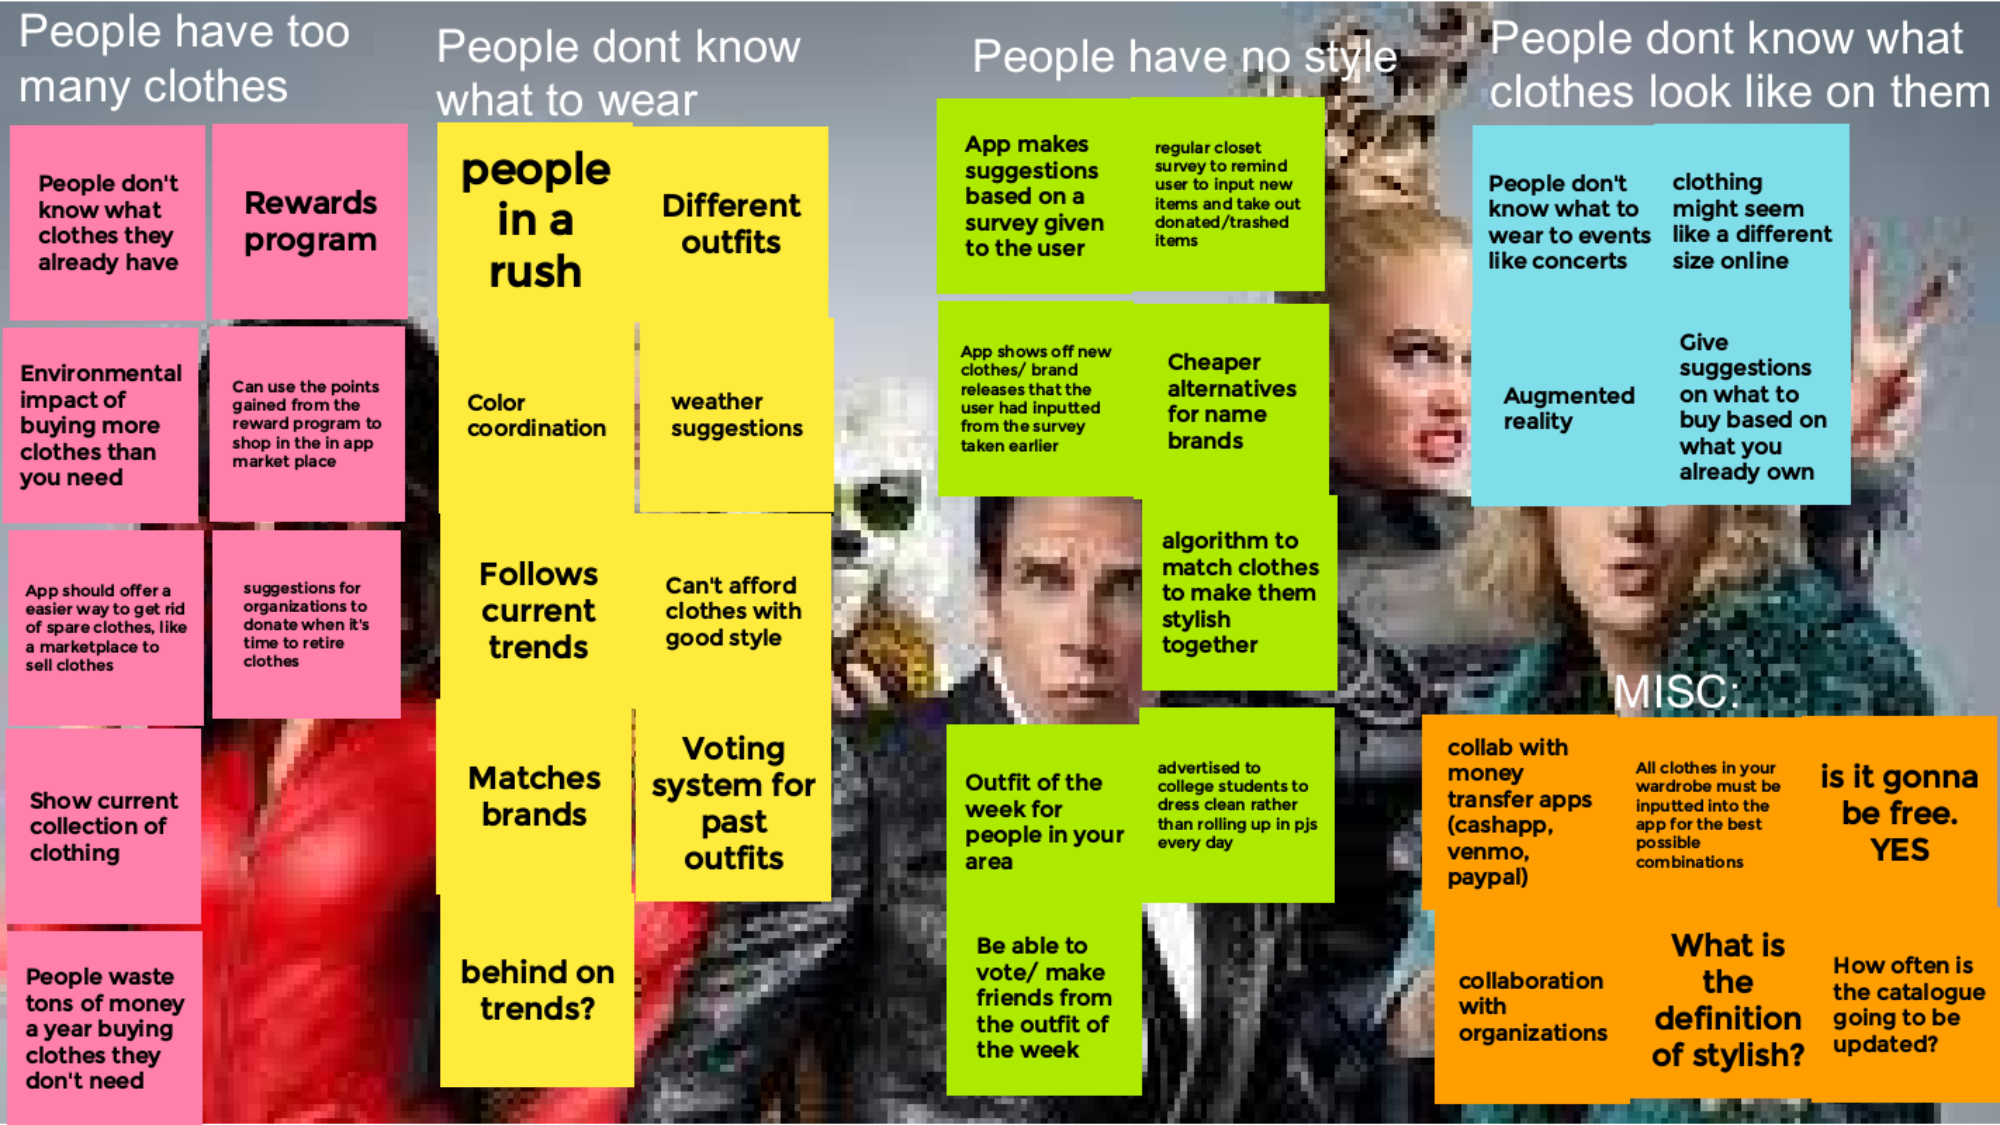 People have too
many clothes
People don't
know what
clothes they
already have
Rewards
program
Environmental
impact of
buying more
clothes than
you need
Can use the points
gained from the
reward program to
shop in the in app
market place
App should offer a
easier way to get rid
of spare clothes, like
a marketplace to
sell clothes
suggestions for
organizations to
donate when it's
time to retire
clothes
Show current
collection of
clothing
People waste
tons of money
a year buying
clothes they
don't need
People dont know
what to wear
people
in a
rush
Different
outfits
Color
coordination
weather
suggestions
Follows
current
trends
Can't afford
clothes with
good style
Matches
brands
Voting
system for
past
outfits
behind on
trends?
People have no style
App makes
suggestions
based on a
survey given
to the user
regular closet
survey to remind
user to input new
items and take out
donated/trashed
items
App shows off new
clothes/ brand
releases that the
user had inputted
from the survey
taken earlier
Cheaper
alternatives
for name
brands
algorithm to
match clothes
to make them
stylish
together
Outfit of the
week for
people in your
area
advertised to
college students to
dress clean rather
than rolling up in pjs
every day
Be able to
vote/ make
friends from
the outfit of
the week
People dont know what
clothes look like on them
People don't
know what to
wear to events
like concerts
clothing
might seem
like a different
size online
Augmented
reality
Give
suggestions
on what to
buy based on
what you
already own
MISC:
collab with
money
transfer apps
(cashapp,
venmo,
paypal)
All clothes in your
wardrobe must be
inputted into the
app for the best
possible
combinations
is it gonna
be free.
YES
collaboration
with
organizations
What is
the
definition
of stylish?
How often is
the catalogue
going to be
updated?